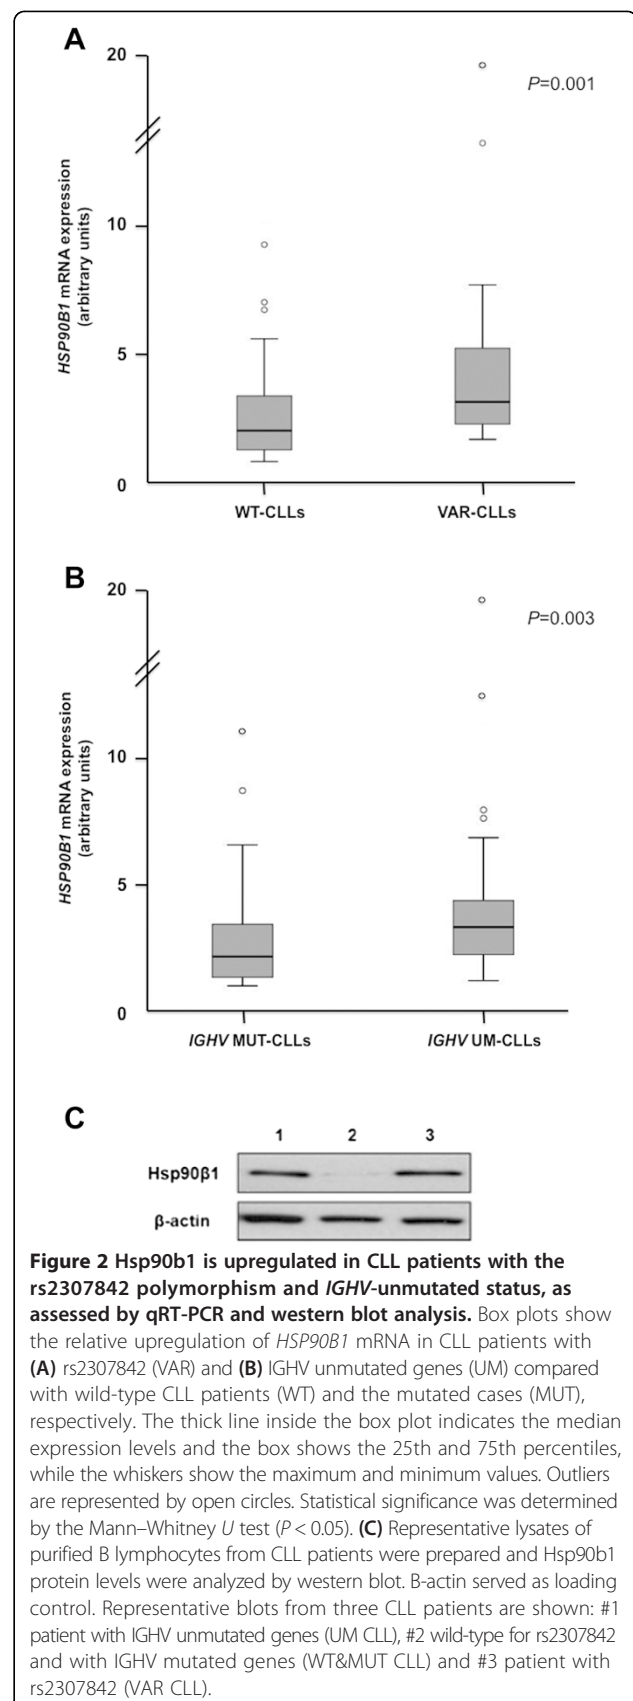 A
20
P=0.001
10
HSP90B1 mRNA expression
(arbitrary units)
5
0
WT-CLLs
VAR-CLLs
B
20
P=0.003
10
HSP90B1 mRNA expression
(arbitrary units)
5
0
IGHV MUT-CLLs
IGHV UM-CLLs
C
1 2 3
Hsp90β1
β-actin
Figure 2 Hsp90b1 is upregulated in CLL patients with the
rs2307842 polymorphism and IGHV-unmutated status, as
assessed by qRT-PCR and western blot analysis. Box plots show
the relative upregulation of HSP90B1 mRNA in CLL patients with
(A) rs2307842 (VAR) and (B) IGHV unmutated genes (UM) compared
with wild-type CLL patients (WT) and the mutated cases (MUT),
respectively. The thick line inside the box plot indicates the median
expression levels and the box shows the 25th and 75th percentiles,
while the whiskers show the maximum and minimum values. Outliers
are represented by open circles. Statistical significance was determined
by the Mann–Whitney U test (P < 0.05). (C) Representative lysates of
purified B lymphocytes from CLL patients were prepared and Hsp90b1
protein levels were analyzed by western blot. B-actin served as loading
control. Representative blots from three CLL patients are shown: #1
patient with IGHV unmutated genes (UM CLL), #2 wild-type for rs2307842
and with IGHV mutated genes (WT&MUT CLL) and #3 patient with
rs2307842 (VAR CLL).